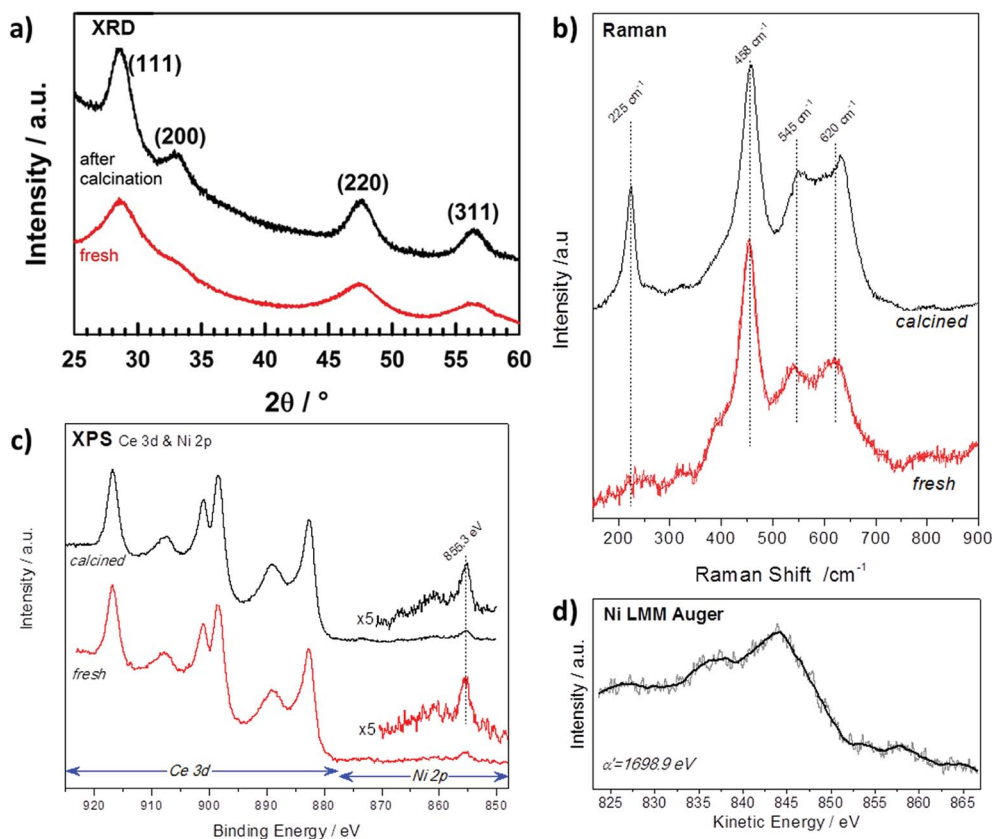 a)
XRD
(111)
(200)
after
calcination
(220)
(311)
fresh
Intensity / a.u.
25 30 35 40 45 50 55 60
2θ / °
b)
Raman
225 cm⁻¹
458 cm⁻¹
545 cm⁻¹
620 cm⁻¹
calcined
fresh
Intensity /a.u
200 300 400 500 600 700 800 900
Raman Shift /cm⁻¹
c)
XPS Ce 3d & Ni 2p
calcined
855.3 eV
x5
fresh
x5
Ce 3d
Ni 2p
Intensity / a.u.
920 910 900 890 880 870 860 850
Binding Energy / eV
d)
Ni LMM Auger
α'=1698.9 eV
Intensity / a.u.
825 830 835 840 845 850 855 860 865
Kinetic Energy / eV